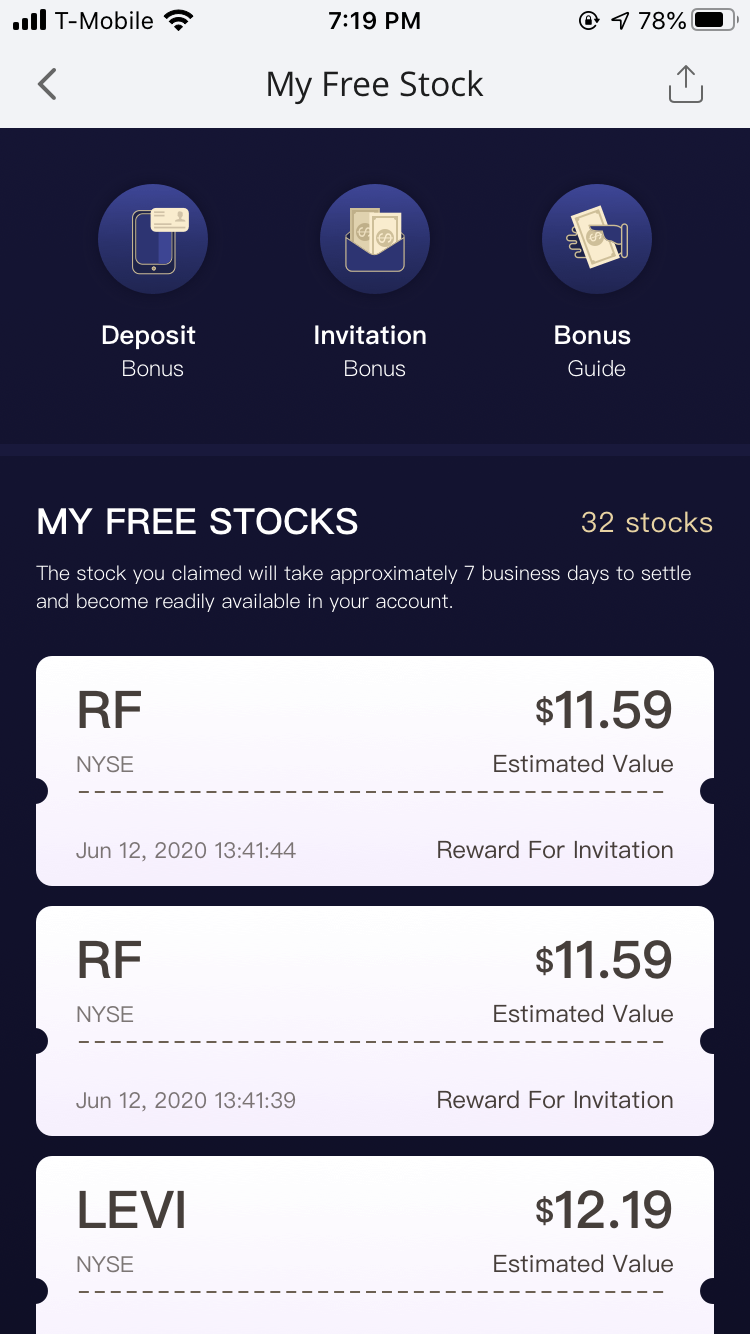 T-Mobile 7:19 PM 78%
My Free Stock
Deposit Invitation Bonus
Bonus Bonus Guide
MY FREE STOCKS 32 stocks
The stock you claimed will take approximately 7 business days to settle
and become readily available in your account.
RF $11.59
NYSE Estimated Value
Jun 12, 2020 13:41:44 Reward For Invitation
RF $11.59
NYSE Estimated Value
Jun 12, 2020 13:41:39 Reward For Invitation
LEVI $12.19
NYSE Estimated Value